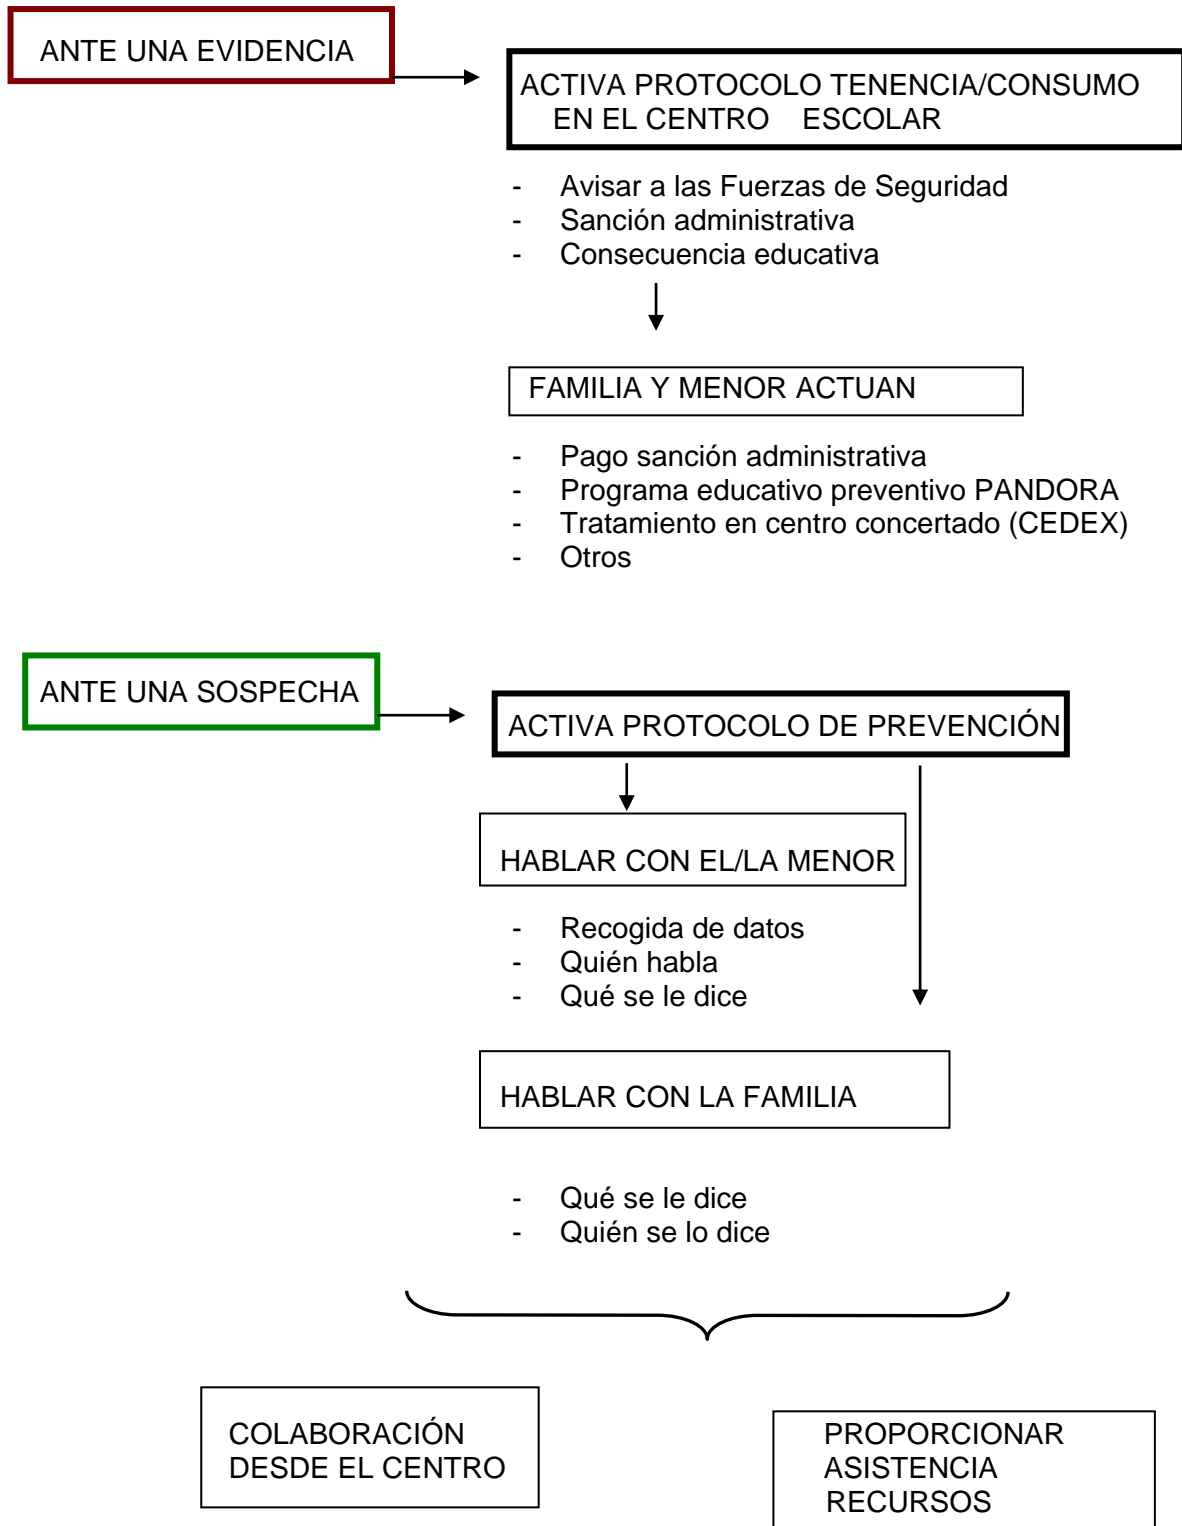 ANTE UNA EVIDENCIA
ACTIVA PROTOCOLO TENENCIA/CONSUMO
EN EL CENTRO ESCOLAR
- Avisar a las Fuerzas de Seguridad
- Sanción administrativa
- Consecuencia educativa
FAMILIA Y MENOR ACTUAN
- Pago sanción administrativa
- Programa educativo preventivo PANDORA
- Tratamiento en centro concertado (CEDEX)
- Otros
ANTE UNA SOSPECHA
ACTIVA PROTOCOLO DE PREVENCIÓN
HABLAR CON EL/LA MENOR
- Recogida de datos
- Quién habla
- Qué se le dice
HABLAR CON LA FAMILIA
- Qué se le dice
- Quién se lo dice
COLABORACIÓN
DESDE EL CENTRO
PROPORCIONAR
ASISTENCIA
RECURSOS